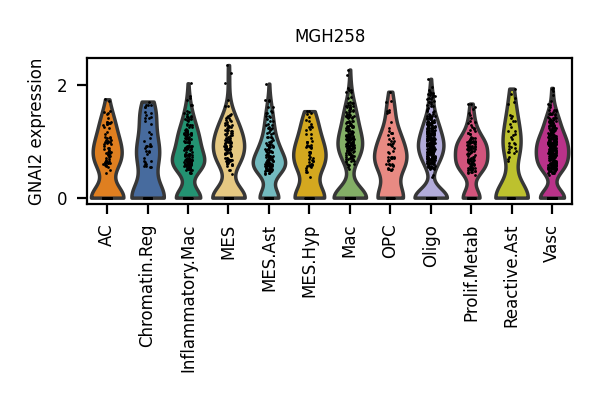 MGH258
GNAI2 expression
2
0
AC
Chromatin.Reg
Inflammatory.Mac
MES
MES.Ast
MES.Hyp
Mac
OPC
Oligo
Prolif.Metab
Reactive.Ast
Vasc